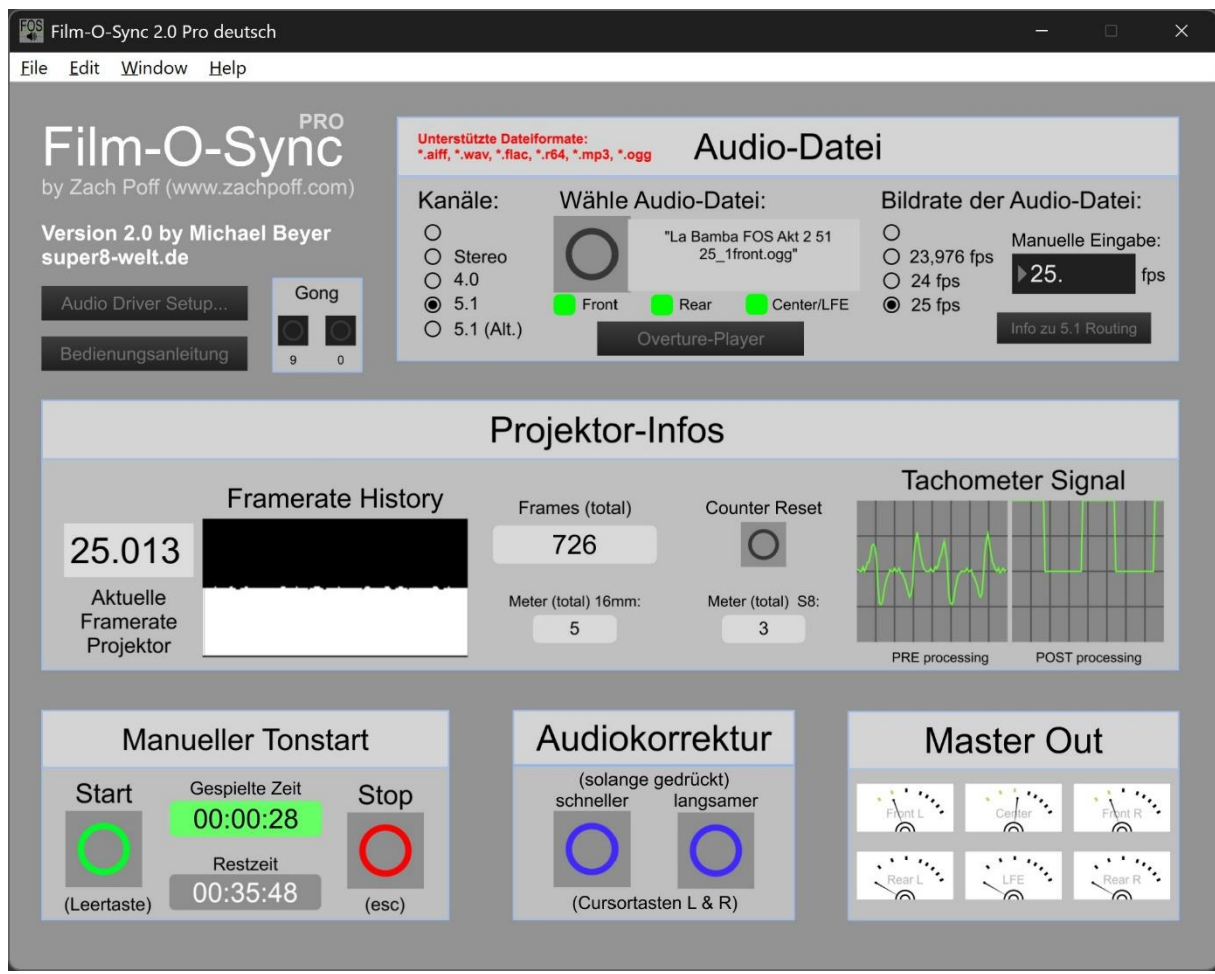 FOS
Film-O-Sync 2.0 Pro deutsch
File Edit Window Help
PRO
Film-O-Sync
by Zach Poff (www.zachpoff.com)
Version 2.0 by Michael Beyer
super8-welt.de
Audio Driver Setup...
Bedienungsanleitung
Gong
9 0
Unterstützte Dateiformate:
*.aiff, *.wav, *.flac, *.r64, *.mp3, *.ogg
Audio-Datei
Kanäle:
Stereo
4.0
5.1
5.1 (Alt.)
Wähle Audio-Datei:
"La Bamba FOS Akt 2 51
25_1front.ogg"
Front Rear Center/LFE
Overture-Player
Bildrate der Audio-Datei:
23,976 fps
24 fps
25 fps
Manuelle Eingabe:
25. fps
Info zu 5.1 Routing
Projektor-Infos
25.013
Aktuelle
Framerate
Projektor
Framerate History
Frames (total)
726
Counter Reset
Meter (total) 16mm:
5
Meter (total) S8:
3
Tachometer Signal
PRE processing POST processing
Manueller Tonstart
Start
(Leertaste)
Gespielte Zeit
00:00:28
Restzeit
00:35:48
Stop
(esc)
Audiokorrektur
(solange gedrückt)
schneller langsamer
(Cursortasten L & R)
Master Out
Front L Center Front R
Rear L LFE Rear R